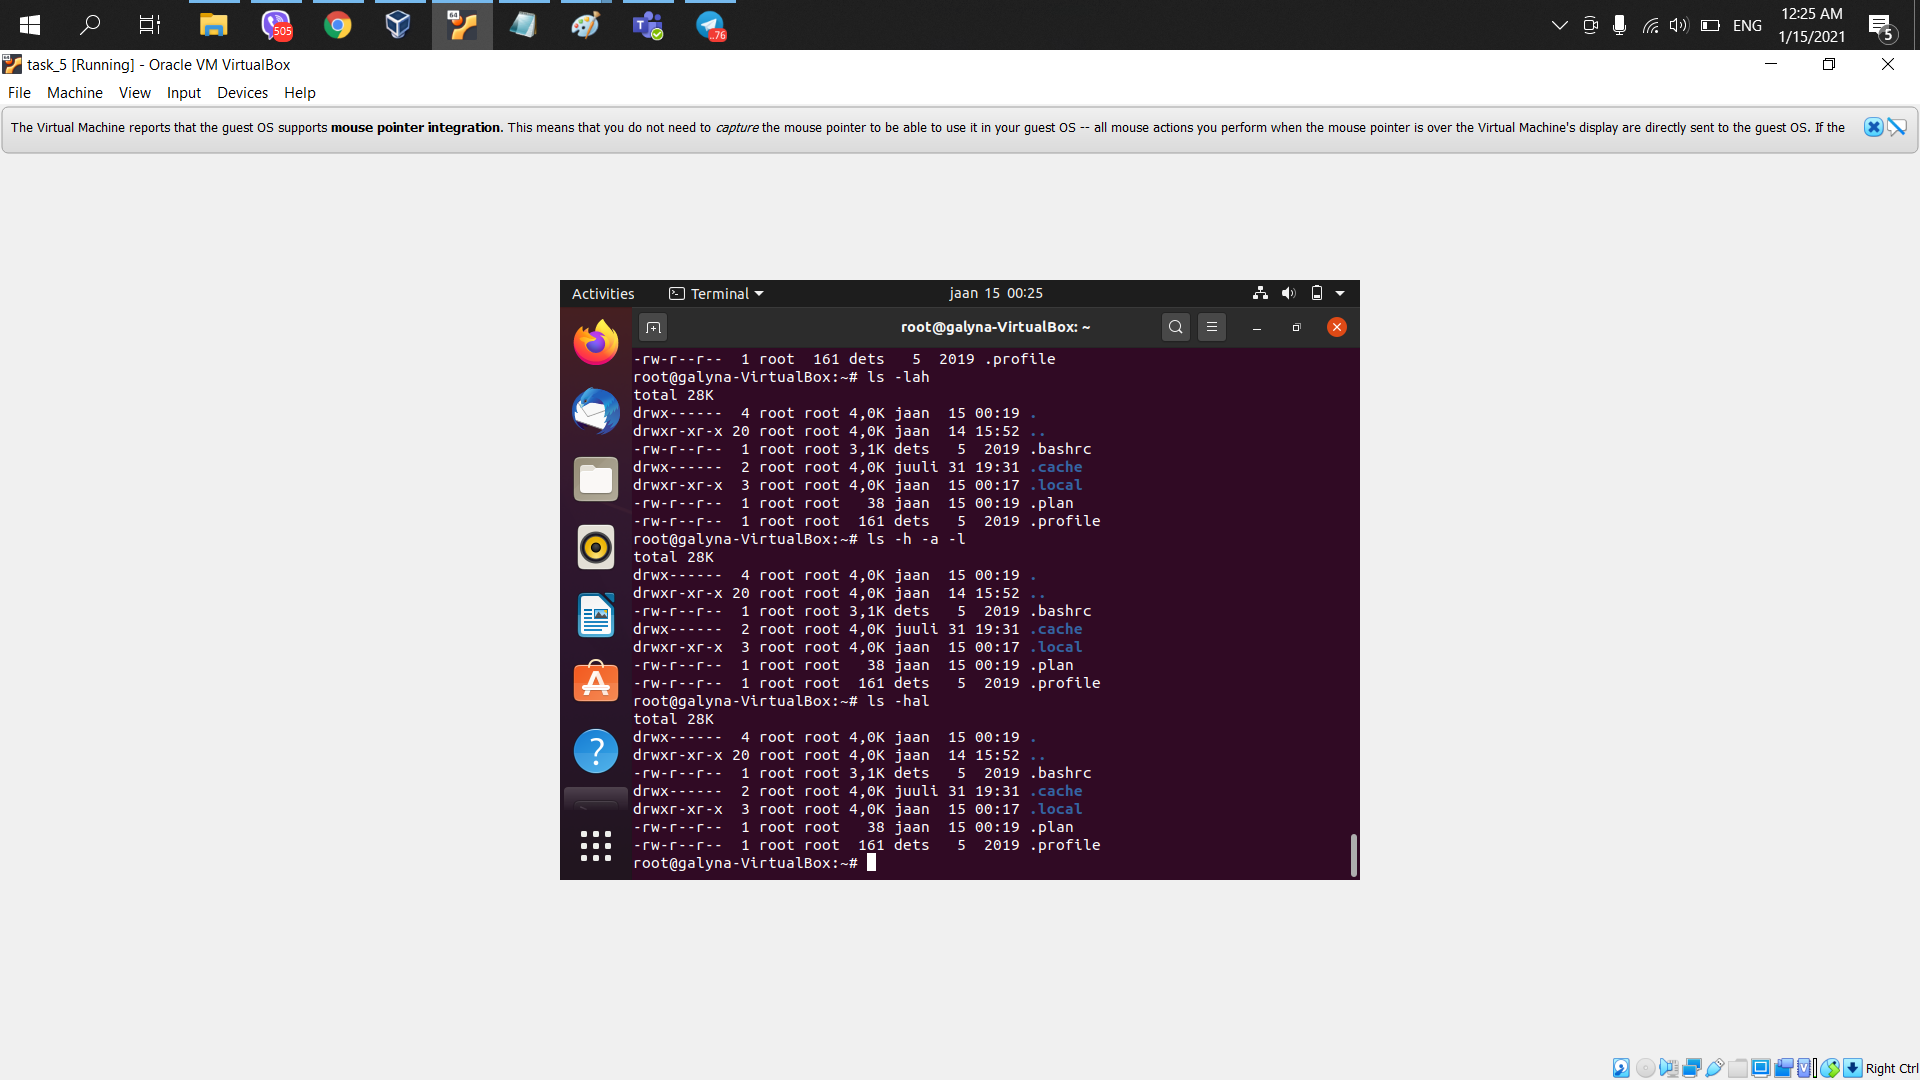 505
..76
ENG
12:25 AM
1/15/2021
5
64
task_5 [Running] - Oracle VM VirtualBox
File Machine View Input Devices Help
The Virtual Machine reports that the guest OS supports mouse pointer integration. This means that you do not need to capture the mouse pointer to be able to use it in your guest OS -- all mouse actions you perform when the mouse pointer is over the Virtual Machine's display are directly sent to the guest OS. If the
Activities Terminal jaan 15 00:25
root@galyna-VirtualBox: ~
-rw-r--r-- 1 root 161 dets 5 2019 .profile
root@galyna-VirtualBox:~# ls -lah
total 28K
drwx------ 4 root root 4,0K jaan 15 00:19 .
drwxr-xr-x 20 root root 4,0K jaan 14 15:52 ..
-rw-r--r-- 1 root root 3,1K dets 5 2019 .bashrc
drwx------ 2 root root 4,0K juuli 31 19:31 .cache
drwxr-xr-x 3 root root 4,0K jaan 15 00:17 .local
-rw-r--r-- 1 root root 38 jaan 15 00:19 .plan
-rw-r--r-- 1 root root 161 dets 5 2019 .profile
root@galyna-VirtualBox:~# ls -h -a -l
total 28K
drwx------ 4 root root 4,0K jaan 15 00:19 .
drwxr-xr-x 20 root root 4,0K jaan 14 15:52 ..
-rw-r--r-- 1 root root 3,1K dets 5 2019 .bashrc
drwx------ 2 root root 4,0K juuli 31 19:31 .cache
drwxr-xr-x 3 root root 4,0K jaan 15 00:17 .local
-rw-r--r-- 1 root root 38 jaan 15 00:19 .plan
-rw-r--r-- 1 root root 161 dets 5 2019 .profile
root@galyna-VirtualBox:~# ls -hal
total 28K
drwx------ 4 root root 4,0K jaan 15 00:19 .
drwxr-xr-x 20 root root 4,0K jaan 14 15:52 ..
-rw-r--r-- 1 root root 3,1K dets 5 2019 .bashrc
drwx------ 2 root root 4,0K juuli 31 19:31 .cache
drwxr-xr-x 3 root root 4,0K jaan 15 00:17 .local
-rw-r--r-- 1 root root 38 jaan 15 00:19 .plan
-rw-r--r-- 1 root root 161 dets 5 2019 .profile
root@galyna-VirtualBox:~#
Right Ctrl